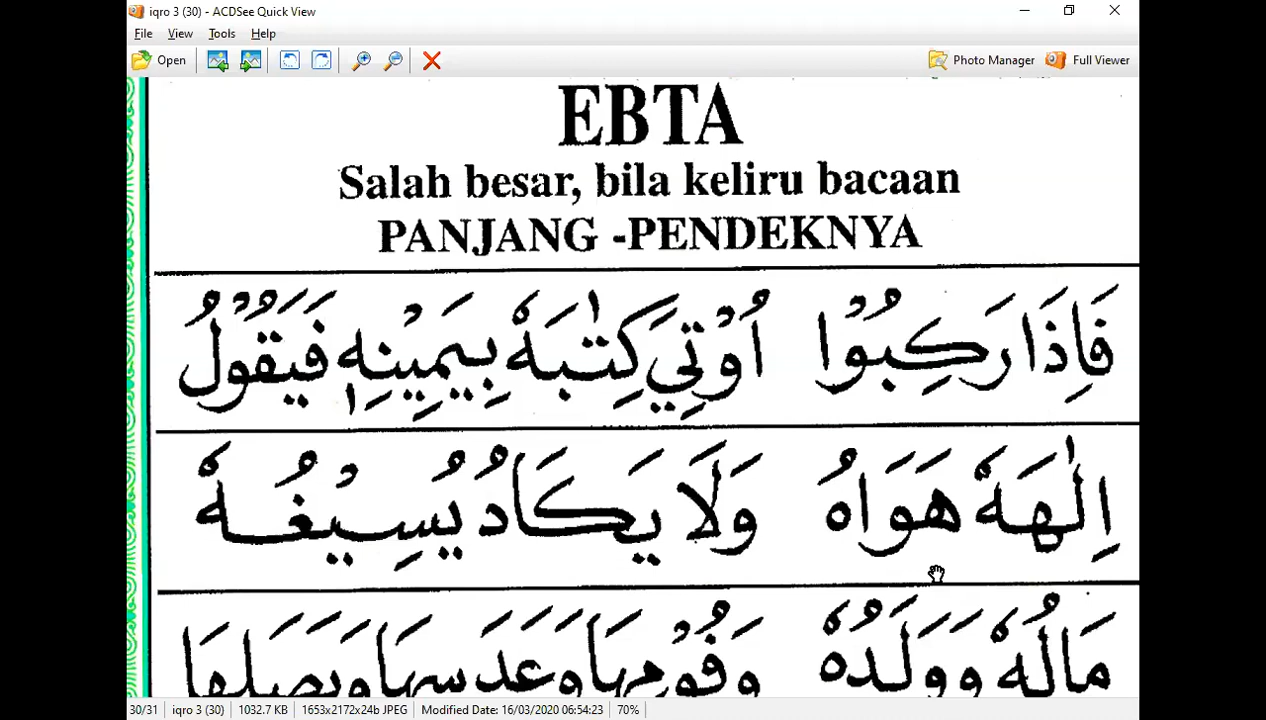 iqro 3 (30) - ACDSee Quick View
File View Tools Help
Open Photo Manager Full Viewer
EBTA
Salah besar, bila keliru bacaan
PANJANG -PENDEKNYA
فَاِذَا رَكِبُوْا اُوْتِيَ كِتٰبَهٗ بِيَمِيْنِهٖ فَيَقُوْلُ
اِلٰهَهٗ هَوَاهُ وَلَا يَكَادُ يُسِيْغُهٗ
مَالُهٗ وَوَلَدُهٗ وَفُوْمِهَا وَعَدَسِهَا وَبَصَلِهَا
30/31 iqro 3 (30) 1032.7 KB 1653x2172x24b JPEG Modified Date: 16/03/2020 06:54:23 70%